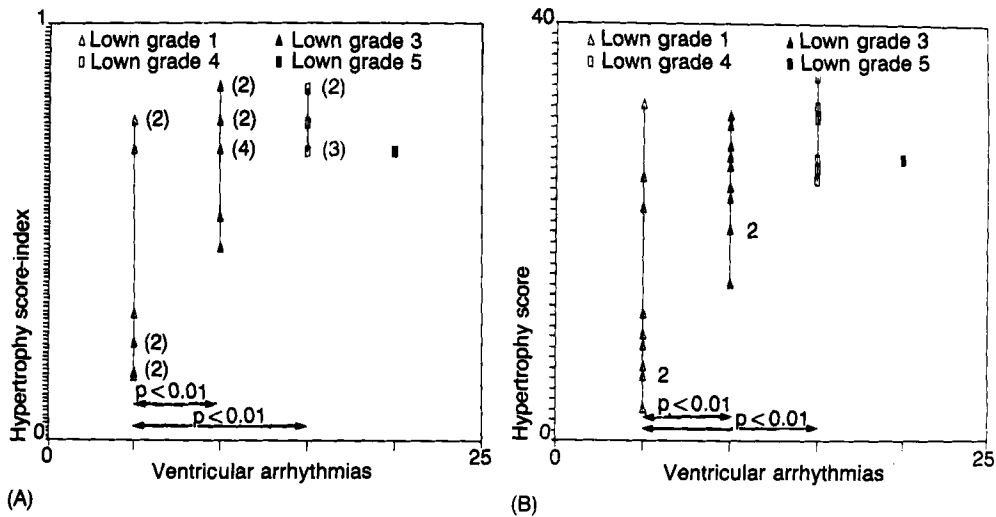 1
△ Lown grade 1 ▲ Lown grade 3
▯ Lown grade 4 ▮ Lown grade 5
(2)
(2)
(2)
(2)
(4)
(3)
(2)
(2)
p<0.01
p<0.01
Hypertrophy score-index
0
0
Ventricular arrhythmias
25
(A)
40
△ Lown grade 1 ▲ Lown grade 3
▯ Lown grade 4 ▮ Lown grade 5
2
2
p<0.01
p<0.01
Hypertrophy score
0
0
Ventricular arrhythmias
25
(B)